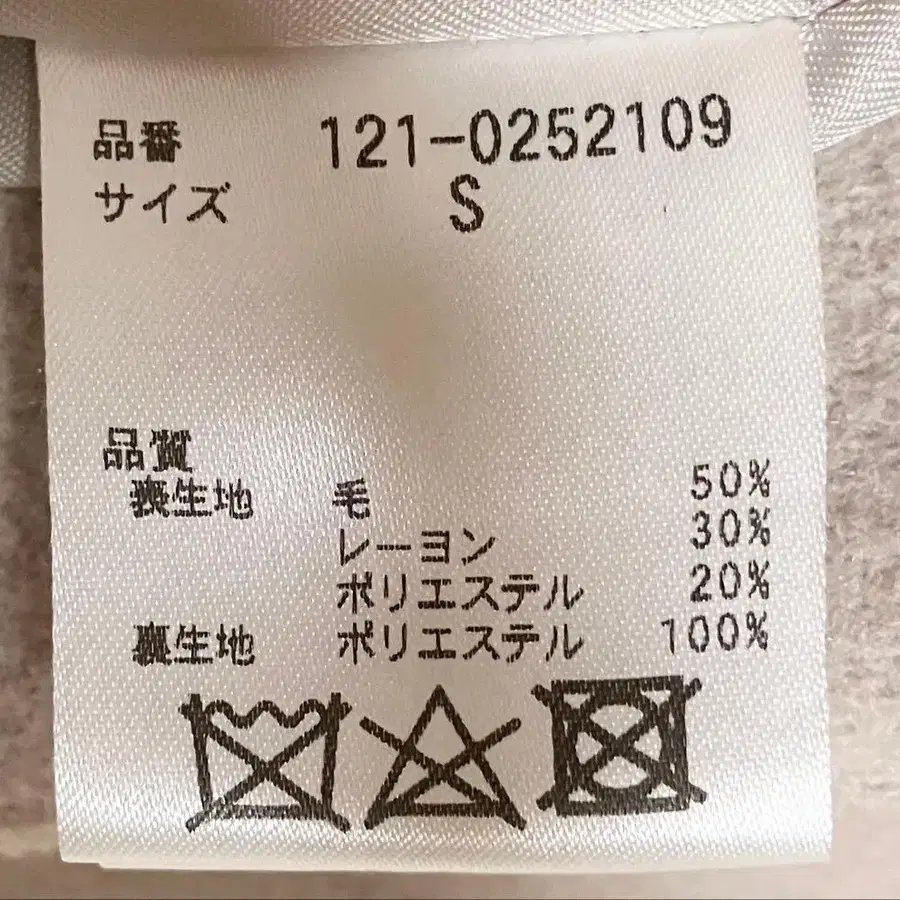 品番 121-0252109
サイズ S
品質
表生地 毛 50%
レーヨン 30%
ポリエステル 20%
裏生地 ポリエステル 100%